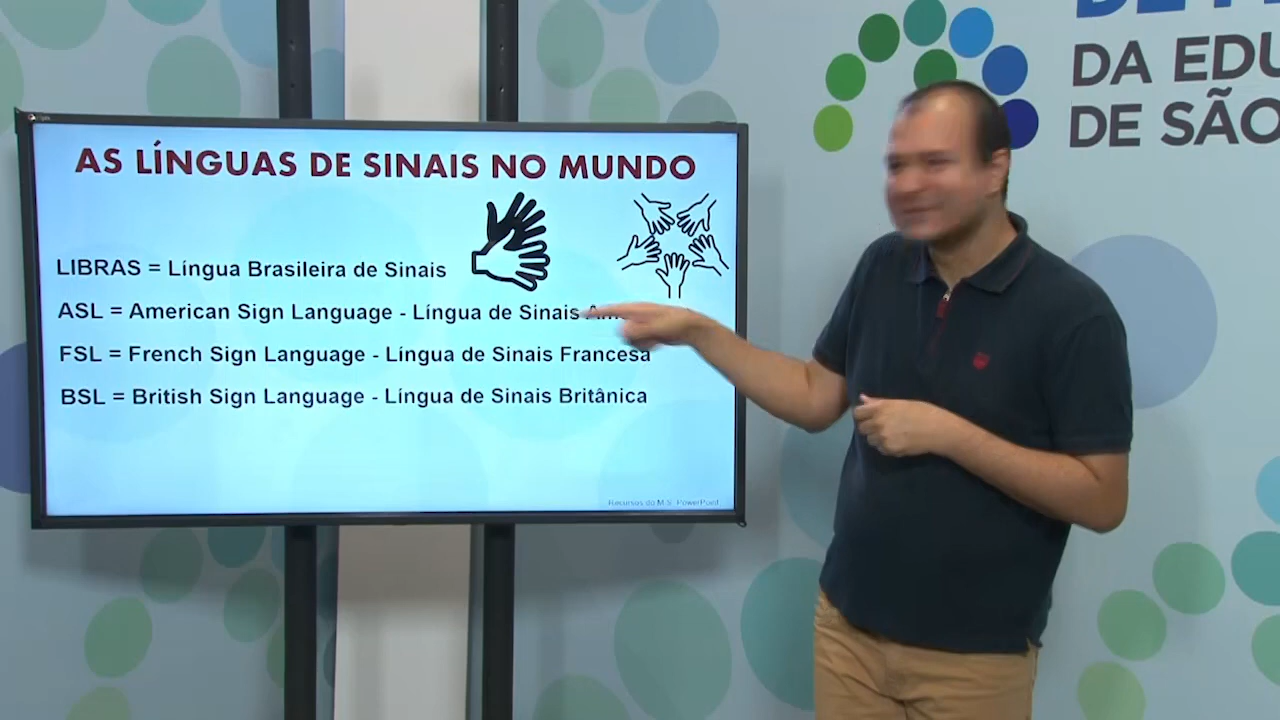 AS LÍNGUAS DE SINAIS NO MUNDO
LIBRAS = Língua Brasileira de Sinais
ASL = American Sign Language - Língua de Sinais
FSL = French Sign Language - Língua de Sinais Francesa
BSL = British Sign Language - Língua de Sinais Britânica
Recursos do M.S. PowerPoint
DA EDU
DE SÃO